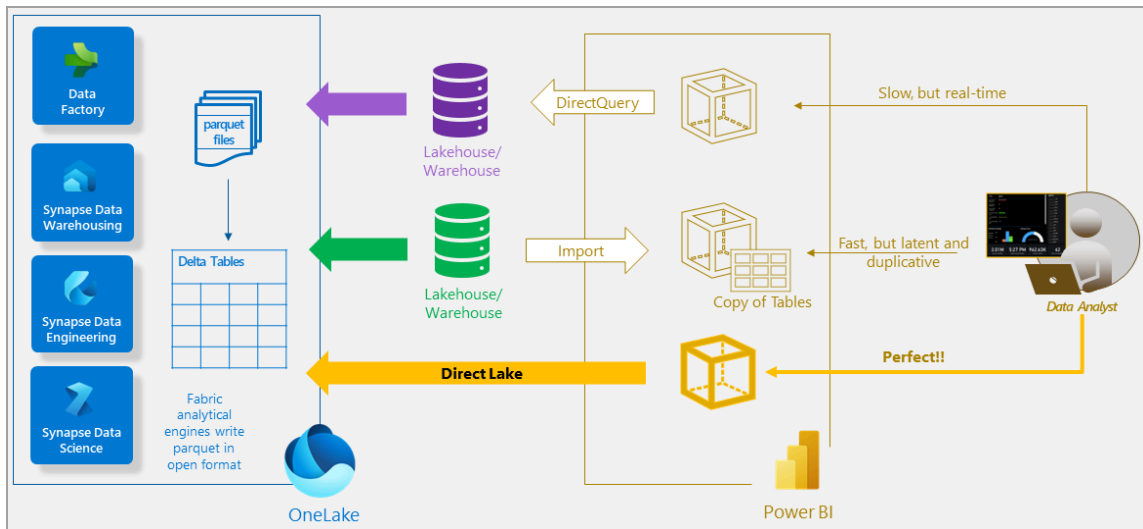 Data
Factory
Synapse Data
Warehousing
Synapse Data
Engineering
Synapse Data
Science
parquet
files
Delta Tables
Fabric
analytical
engines write
parquet in
open format
OneLake
Lakehouse/
Warehouse
Lakehouse/
Warehouse
DirectQuery
Import
Direct Lake
Copy of Tables
Power BI
Slow, but real-time
Fast, but latent and
duplicative
Perfect!!
Data Analyst